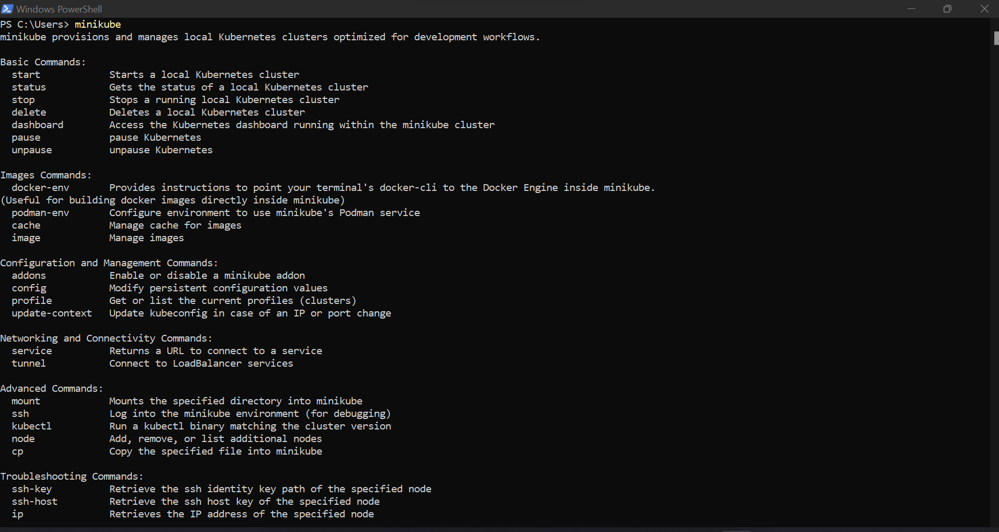 Windows PowerShell
PS C:\Users> minikube
minikube provisions and manages local Kubernetes clusters optimized for development workflows.
Basic Commands:
start Starts a local Kubernetes cluster
status Gets the status of a local Kubernetes cluster
stop Stops a running local Kubernetes cluster
delete Deletes a local Kubernetes cluster
dashboard Access the Kubernetes dashboard running within the minikube cluster
pause pause Kubernetes
unpause unpause Kubernetes
Images Commands:
docker-env Provides instructions to point your terminal's docker-cli to the Docker Engine inside minikube.
(Useful for building docker images directly inside minikube)
podman-env Configure environment to use minikube's Podman service
cache Manage cache for images
image Manage images
Configuration and Management Commands:
addons Enable or disable a minikube addon
config Modify persistent configuration values
profile Get or list the current profiles (clusters)
update-context Update kubeconfig in case of an IP or port change
Networking and Connectivity Commands:
service Returns a URL to connect to a service
tunnel Connect to LoadBalancer services
Advanced Commands:
mount Mounts the specified directory into minikube
ssh Log into the minikube environment (for debugging)
kubectl Run a kubectl binary matching the cluster version
node Add, remove, or list additional nodes
cp Copy the specified file into minikube
Troubleshooting Commands:
ssh-key Retrieve the ssh identity key path of the specified node
ssh-host Retrieve the ssh host key of the specified node
ip Retrieves the IP address of the specified node